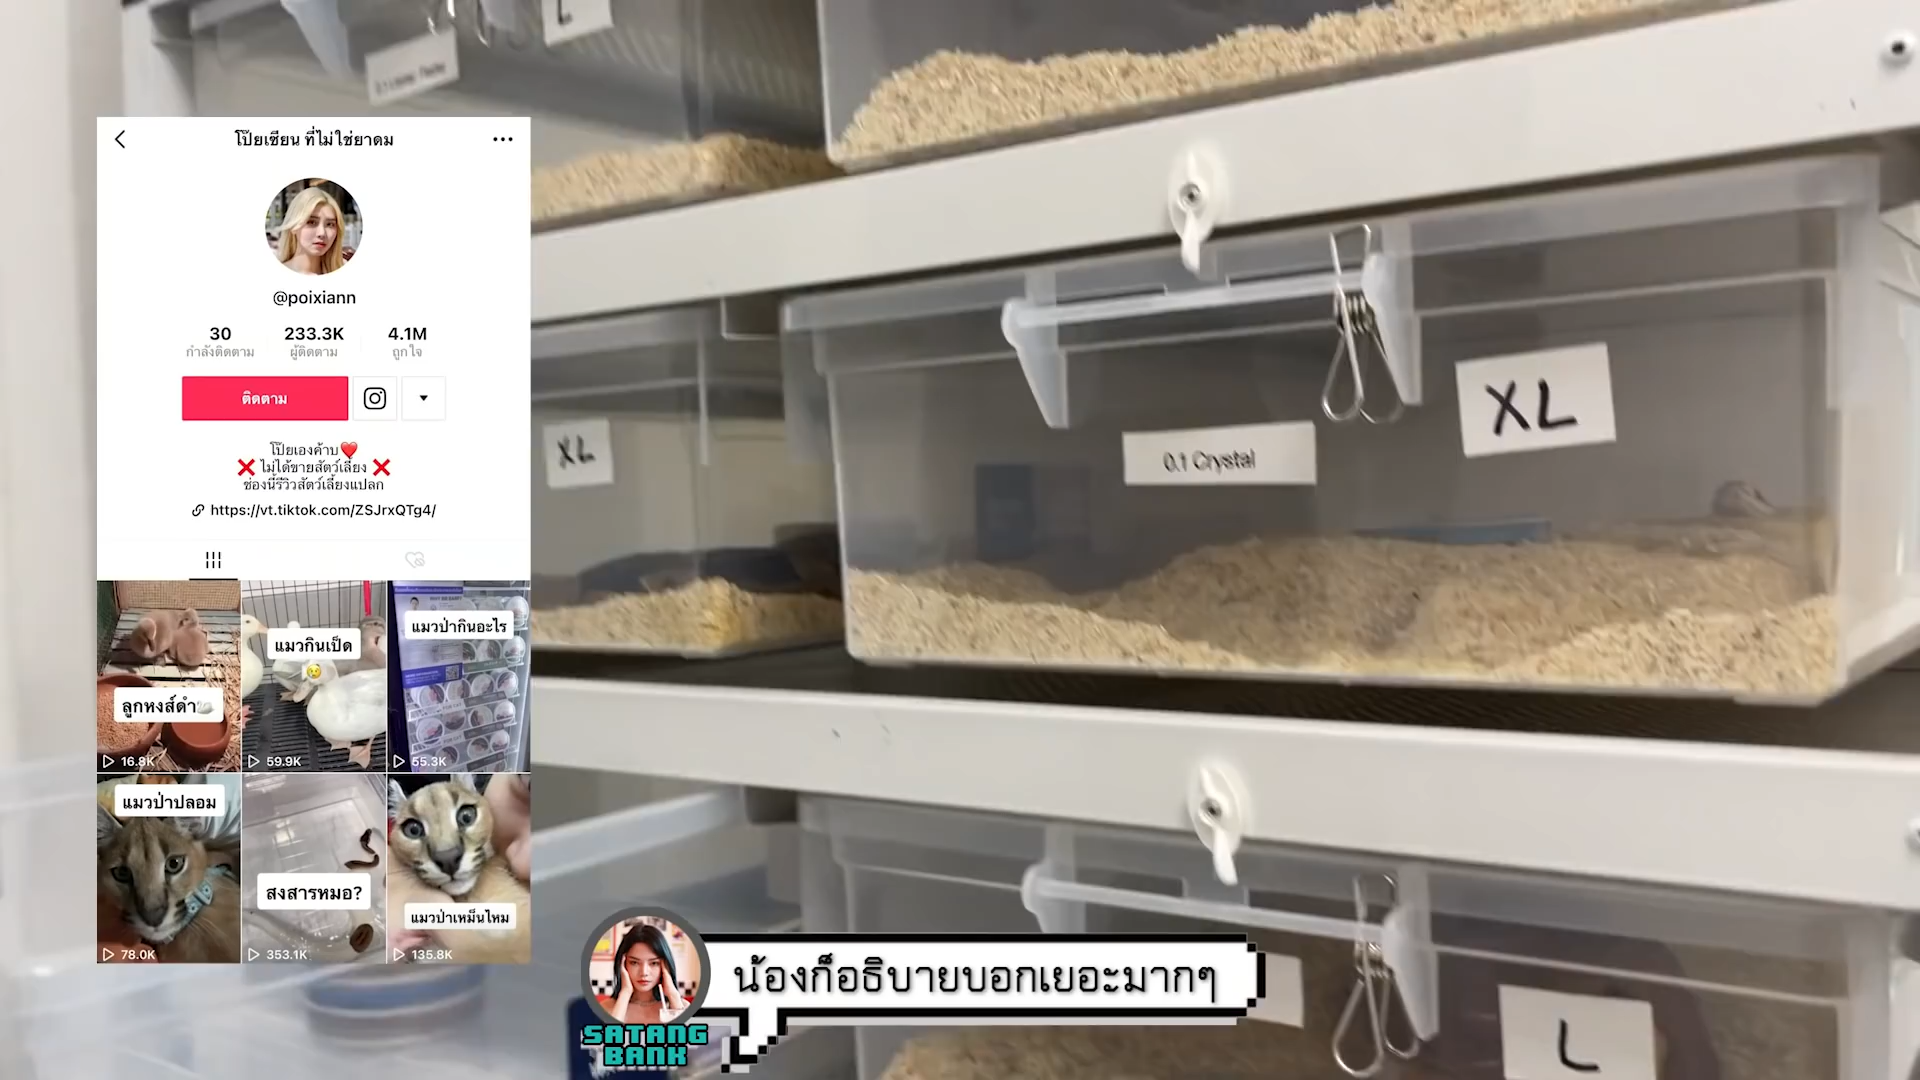 L
โป๊ยเซียน ที่ไม่ใช่ยาดม
@poixiann
30 233.3K 4.1M
กำลังติดตาม ผู้ติดตาม ถูกใจ
ติดตาม
โป๊ยเองค้าบ❤️
❌ ไม่ได้ขายสัตว์เลี้ยง ❌
ช่องนี้รีวิวสัตว์เลี้ยงแปลก
https://vt.tiktok.com/ZSJrxQTg4/
ลูกหงส์ดำ🦢
16.8K
แมวกินเป็ด
59.9K
แมวป่ากินอะไร
55.3K
แมวป่าปลอม
78.0K
สงสารหมอ?
353.1K
แมวป่าเหม็นไหม
135.8K
XL
0.1 Crystal
XL
L
น้องก็อธิบายบอกเยอะมากๆ
SATANG
BANK